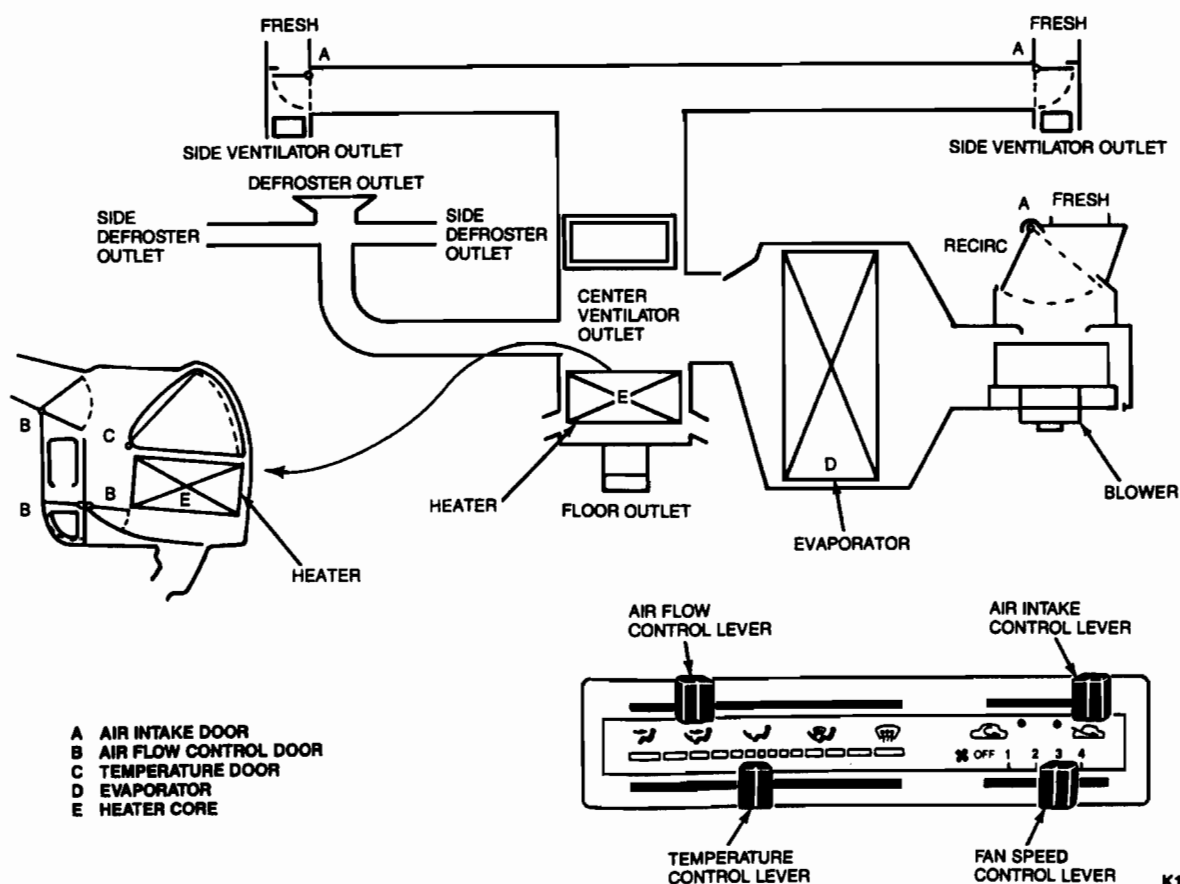 FRESH
A
FRESH
A
SIDE VENTILATOR OUTLET
SIDE VENTILATOR OUTLET
DEFROSTER OUTLET
SIDE
DEFROSTER
OUTLET
SIDE
DEFROSTER
OUTLET
A
FRESH
RECIRC
CENTER
VENTILATOR
OUTLET
B
C
B
B
E
HEATER
E
HEATER
FLOOR OUTLET
D
EVAPORATOR
BLOWER
AIR FLOW
CONTROL LEVER
AIR INTAKE
CONTROL LEVER
OFF 1 2 3 4
TEMPERATURE
CONTROL LEVER
FAN SPEED
CONTROL LEVER
A AIR INTAKE DOOR
B AIR FLOW CONTROL DOOR
C TEMPERATURE DOOR
D EVAPORATOR
E HEATER CORE